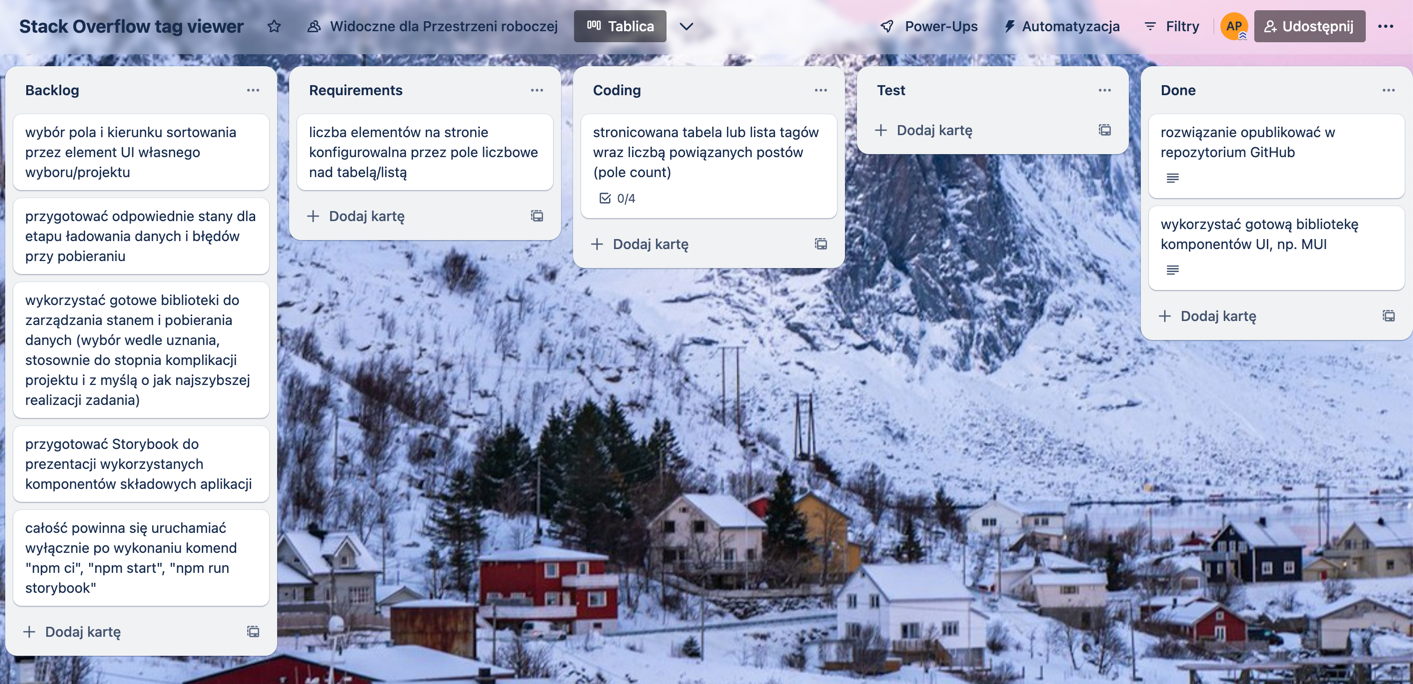 Stack Overflow tag viewer
Widoczne dla Przestrzeni roboczej
Tablica
Power-Ups
Automatyzacja
Filtry
AP
Udostępnij
Backlog
wybór pola i kierunku sortowania
przez element UI własnego
wyboru/projektu
przygotować odpowiednie stany dla
etapu ładowania danych i błędów
przy pobieraniu
wykorzystać gotowe biblioteki do
zarządzania stanem i pobierania
danych (wybór wedle uznania,
stosownie do stopnia komplikacji
projektu i z myślą o jak najszybszej
realizacji zadania)
przygotować Storybook do
prezentacji wykorzystanych
komponentów składowych aplikacji
całość powinna się uruchamiać
wyłącznie po wykonaniu komend
"npm ci", "npm start", "npm run
storybook"
Dodaj kartę
Requirements
liczba elementów na stronie
konfigurowalna przez pole liczbowe
nad tabelą/listą
Dodaj kartę
Coding
stronicowana tabela lub lista tagów
wraz liczbą powiązanych postów
(pole count)
0/4
Dodaj kartę
Test
Dodaj kartę
Done
rozwiązanie opublikować w
repozytorium GitHub
wykorzystać gotową bibliotekę
komponentów UI, np. MUI
Dodaj kartę